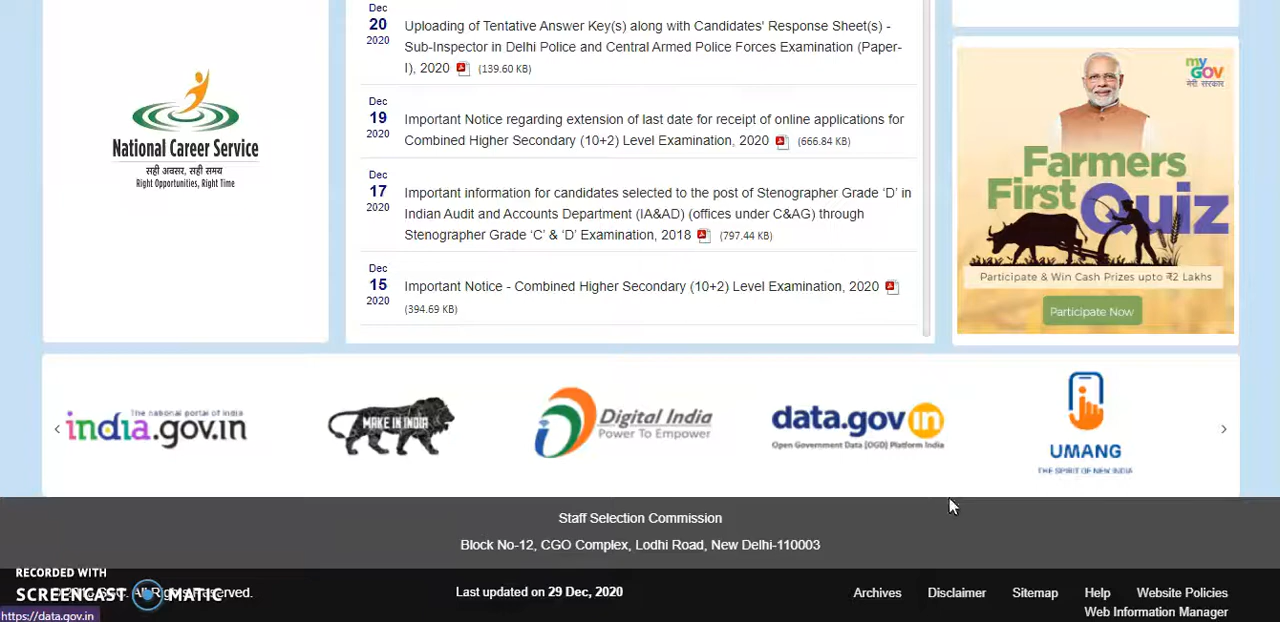 Dec
20
2020
Uploading of Tentative Answer Key(s) along with Candidates' Response Sheet(s) -
Sub-Inspector in Delhi Police and Central Armed Police Forces Examination (Paper-
I), 2020 (139.60 KB)
Dec
19
2020
Important Notice regarding extension of last date for receipt of online applications for
Combined Higher Secondary (10+2) Level Examination, 2020 (666.84 KB)
Dec
17
2020
Important information for candidates selected to the post of Stenographer Grade ‘D’ in
Indian Audit and Accounts Department (IA&AD) (offices under C&AG) through
Stenographer Grade ‘C’ & ‘D’ Examination, 2018 (797.44 KB)
Dec
15
2020
Important Notice - Combined Higher Secondary (10+2) Level Examination, 2020
(394.69 KB)
National Career Service
सही अवसर, सही समय
Right Opportunities, Right Time
my
GOV
मेरी सरकार
Farmers
First Quiz
Participate & Win Cash Prizes upto ₹2 Lakhs
Participate Now
The national portal of india
india.gov.in
MAKE IN INDIA
Digital India
Power To Empower
data.gov in
Open Government Data (OGD) Platform India
UMANG
THE SPIRIT OF NEW INDIA
Staff Selection Commission
Block No-12, CGO Complex, Lodhi Road, New Delhi-110003
RECORDED WITH
SCREENCAST MATIC
All Rights Reserved.
Last updated on 29 Dec, 2020
Archives Disclaimer Sitemap Help Website Policies
Web Information Manager
https://data.gov.in